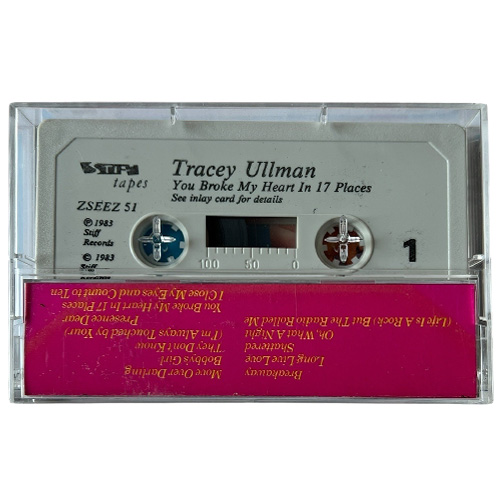 STIFF
tapes
Tracey Ullman
You Broke My Heart In 17 Places
See inlay card for details
ZSEEZ 51
℗ 1983
Stiff
Records
© 1983
Stiff
100 50 0
1
Breakaway
Long Live Love
Shattered
Oh, What A Night
(Life Is A Rock) But The Radio Rolled Me
Move Over Darling
Bobby's Girl
They Don't Know
(I'm Always Touched by Your)
Presence Dear
You Broke My Heart In 17 Places
I Close My Eyes and Count to Ten